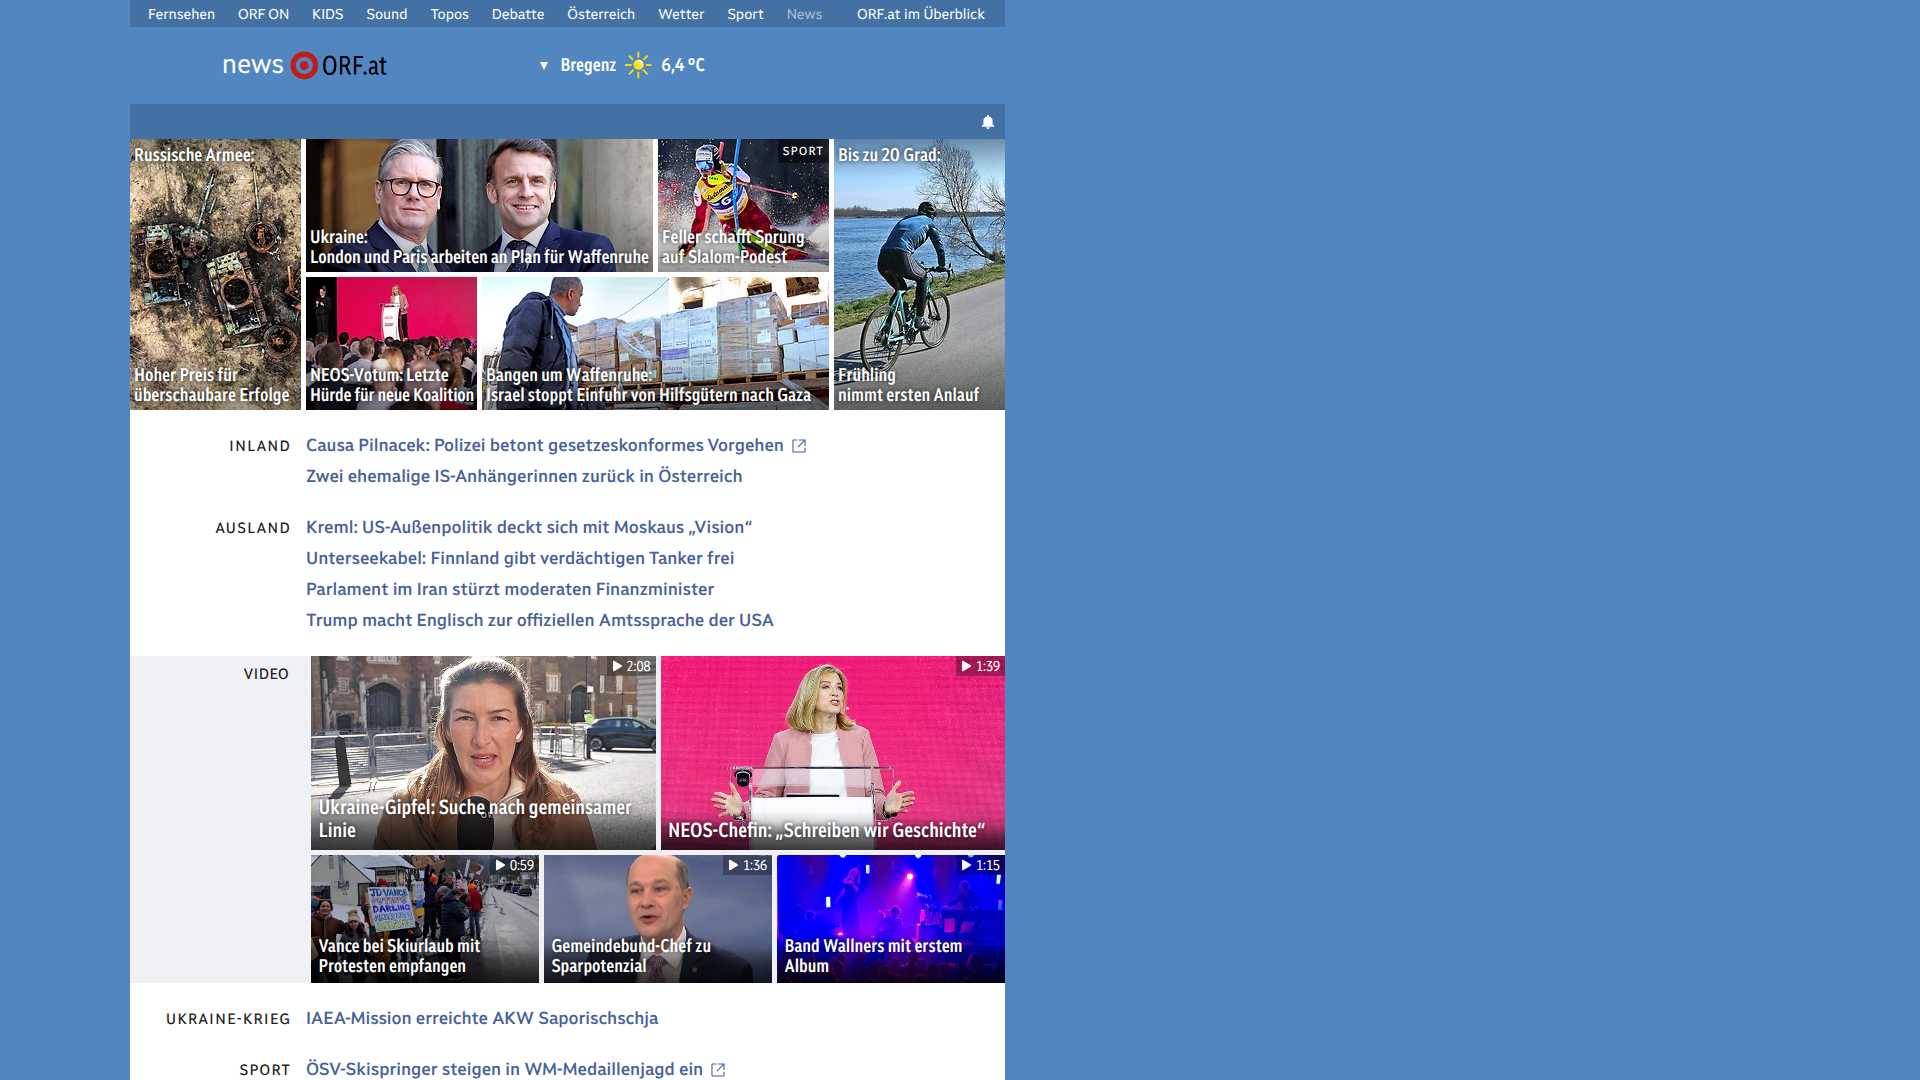 Fernsehen ORF ON KIDS Sound Topos Debatte Österreich Wetter Sport News ORF.at im Überblick
news ORF.at
Bregenz 6,4 °C
Russische Armee:
Hoher Preis für
überschaubare Erfolge
Ukraine:
London und Paris arbeiten an Plan für Waffenruhe
SPORT
Feller schafft Sprung
auf Slalom-Podest
NEOS-Votum: Letzte
Hürde für neue Koalition
Bangen um Waffenruhe:
Israel stoppt Einfuhr von Hilfsgütern nach Gaza
Bis zu 20 Grad:
Frühling
nimmt ersten Anlauf
INLAND
Causa Pilnacek: Polizei betont gesetzeskonformes Vorgehen
Zwei ehemalige IS-Anhängerinnen zurück in Österreich
AUSLAND
Kreml: US-Außenpolitik deckt sich mit Moskaus „Vision“
Unterseekabel: Finnland gibt verdächtigen Tanker frei
Parlament im Iran stürzt moderaten Finanzminister
Trump macht Englisch zur offiziellen Amtssprache der USA
VIDEO
2:08
Ukraine-Gipfel: Suche nach gemeinsamer
Linie
1:39
NEOS-Chefin: „Schreiben wir Geschichte“
0:59
JD VANCE
DARLING
Vance bei Skiurlaub mit
Protesten empfangen
1:36
Gemeindebund-Chef zu
Sparpotenzial
1:15
Band Wallners mit erstem
Album
UKRAINE-KRIEG
IAEA-Mission erreichte AKW Saporischschja
SPORT
ÖSV-Skispringer steigen in WM-Medaillenjagd ein